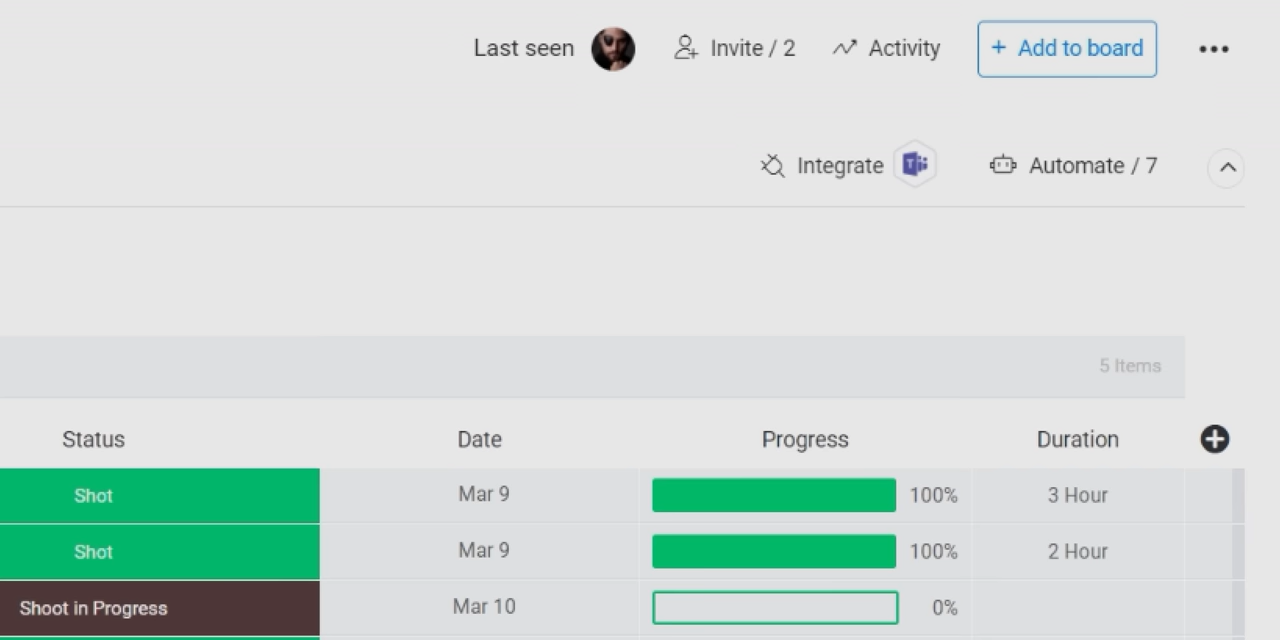 Last seen Invite / 2 Activity + Add to board
Integrate Automate / 7
5 Items
Status Date Progress Duration
Shot Mar 9 100% 3 Hour
Shot Mar 9 100% 2 Hour
Shoot in Progress Mar 10 0%